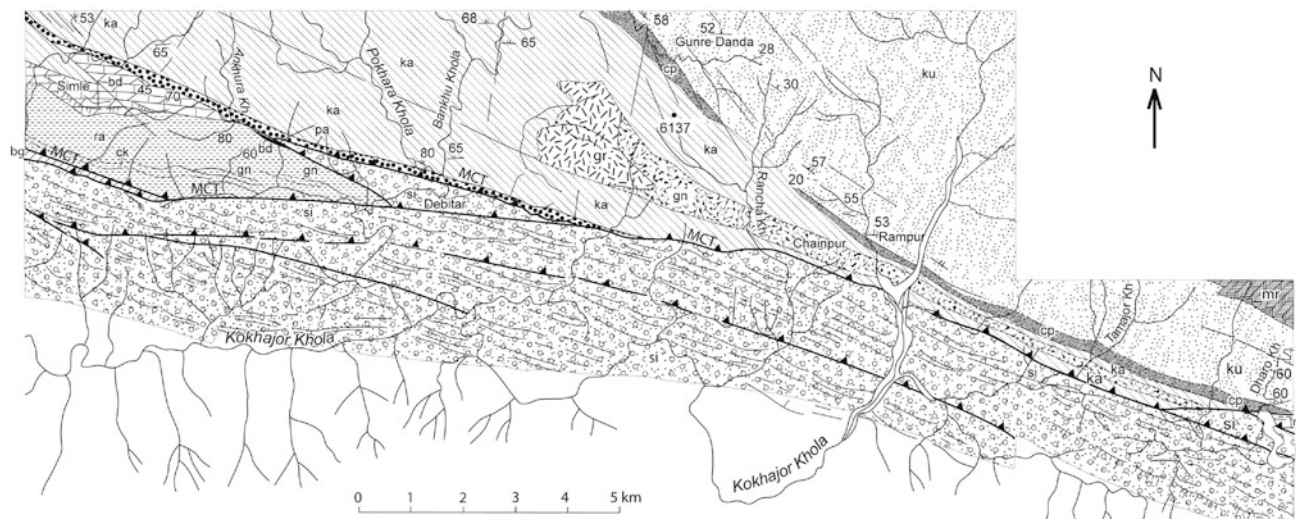 53
ka
68
65
58
52
Gunre Danda
28
ku
N
65
Ankhura Kh
Pokhara Khola
ka
Bankhu Khola
cp
Simle
bd
45
70
30
6137
ra
ck
80
60
gn
bd
pa
gn
80
65
gr
ka
57
20
bg
MCT
MCT
si
si
Debitar
MCT
ka
gn
Rancha Kh
55
53
MCT
Chainpur
Rampur
mr
Kokhajor Khola
si
cp
Tamajor Kh
ka
ka
si
ku
Dharo Kh
14
60
60
cp
si
Kokhajor Khola
0 1 2 3 4 5 km